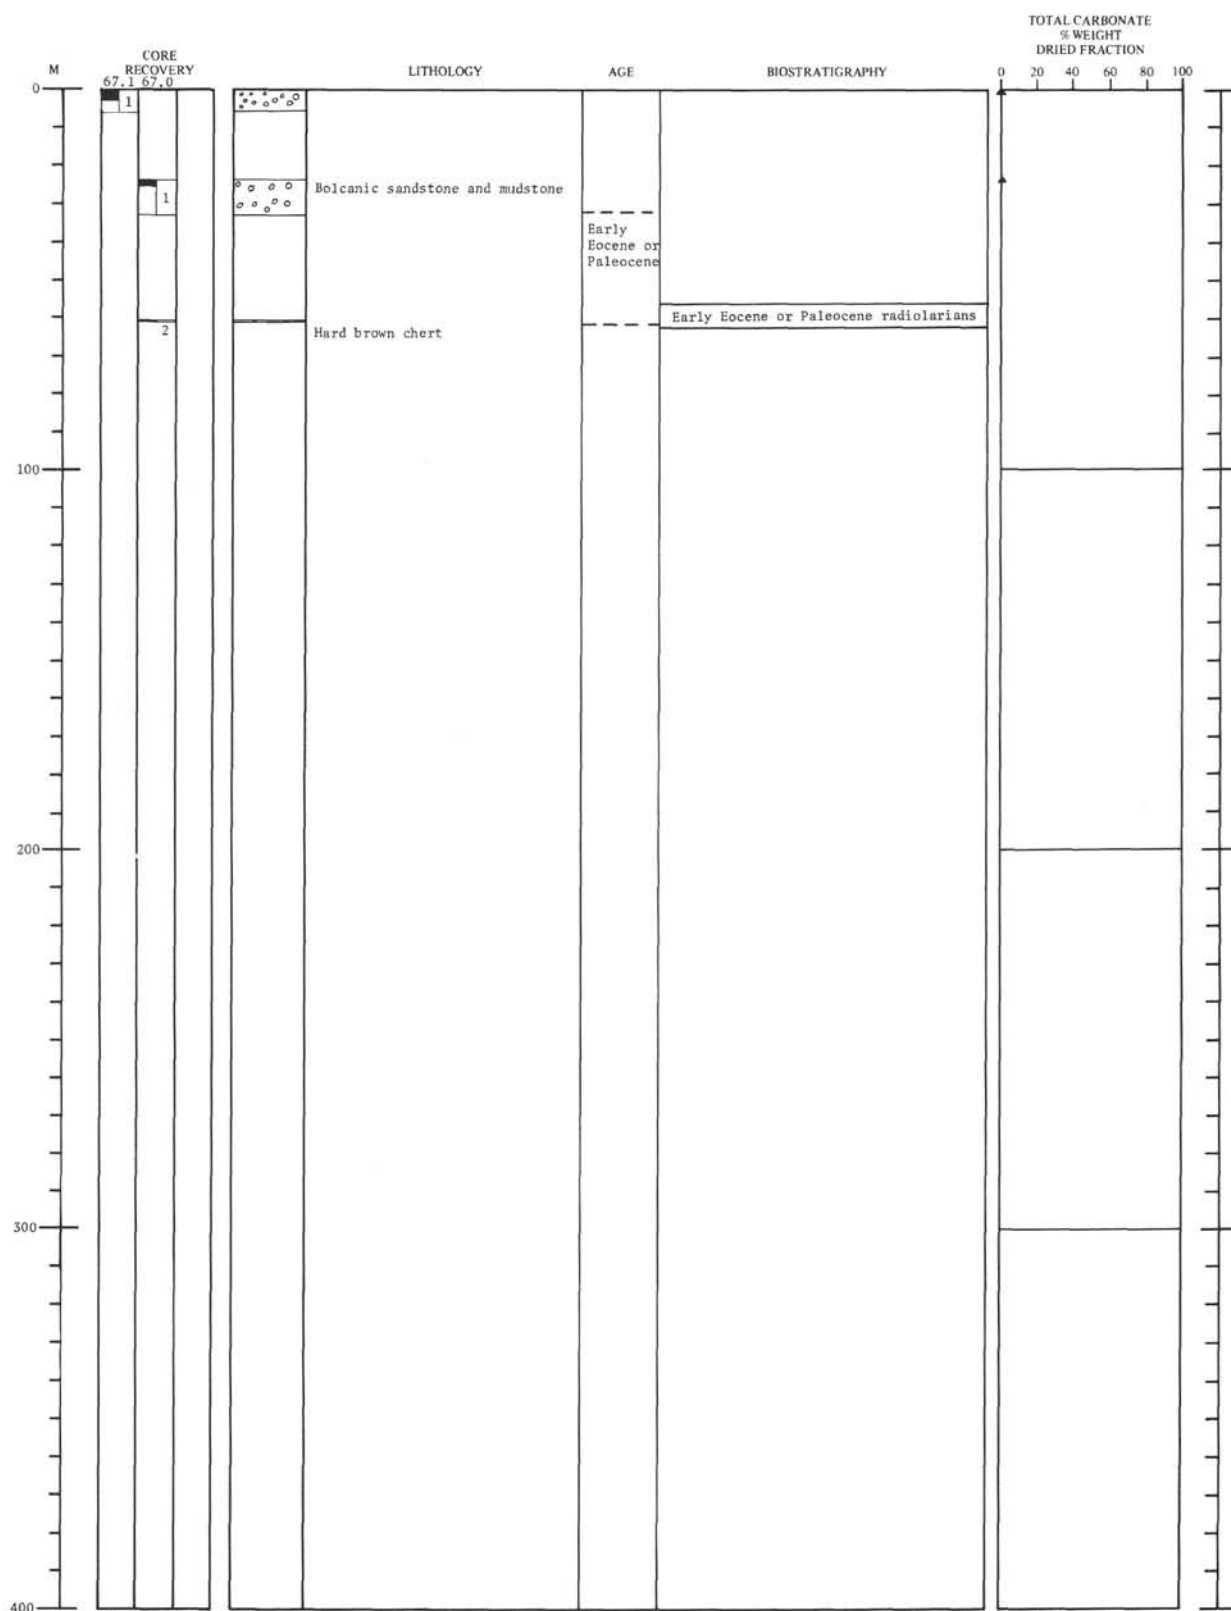 TOTAL CARBONATE
% WEIGHT
DRIED FRACTION
CORE
RECOVERY
M
LITHOLOGY
AGE
BIOSTRATIGRAPHY
67.1 67.0
0 20 40 60 80 100
0
1
1
Bolcanic sandstone and mudstone
Early
Eocene or
Paleocene
Early Eocene or Paleocene radiolarians
2
Hard brown chert
100
200
300
400